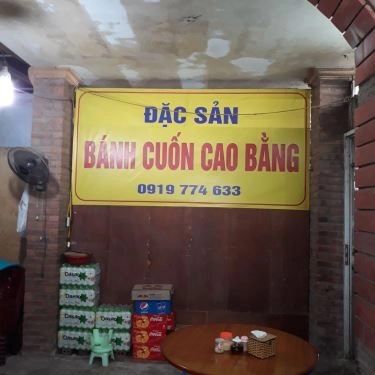 ĐẶC SẢN
BÁNH CUỐN CAO BẰNG
0919 774 633